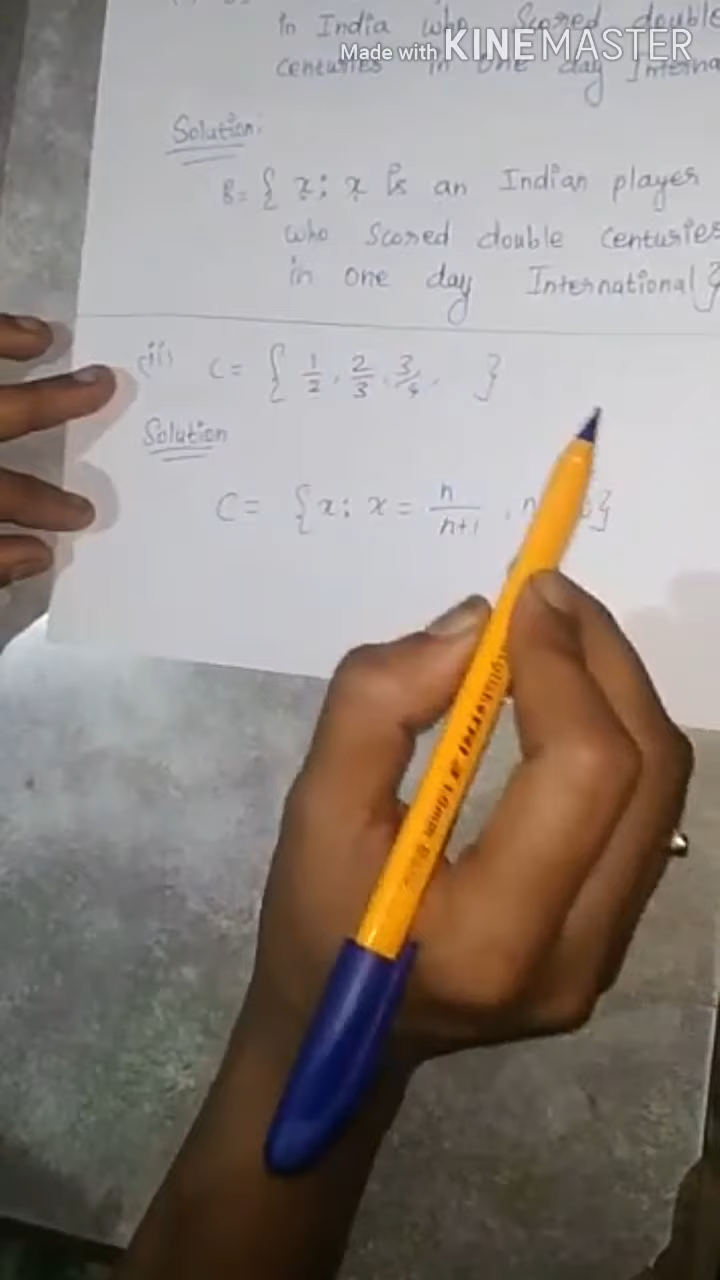 in India who Scored double
Made with KINEMASTER
centuries in one day Interna
Solution:
B = { x : x is an Indian player
who scored double centuries
in one day International }
(ii) C = { 1/2 , 2/3 , 3/4 , }
Solution
C = { x : x = n/n+1 , n }